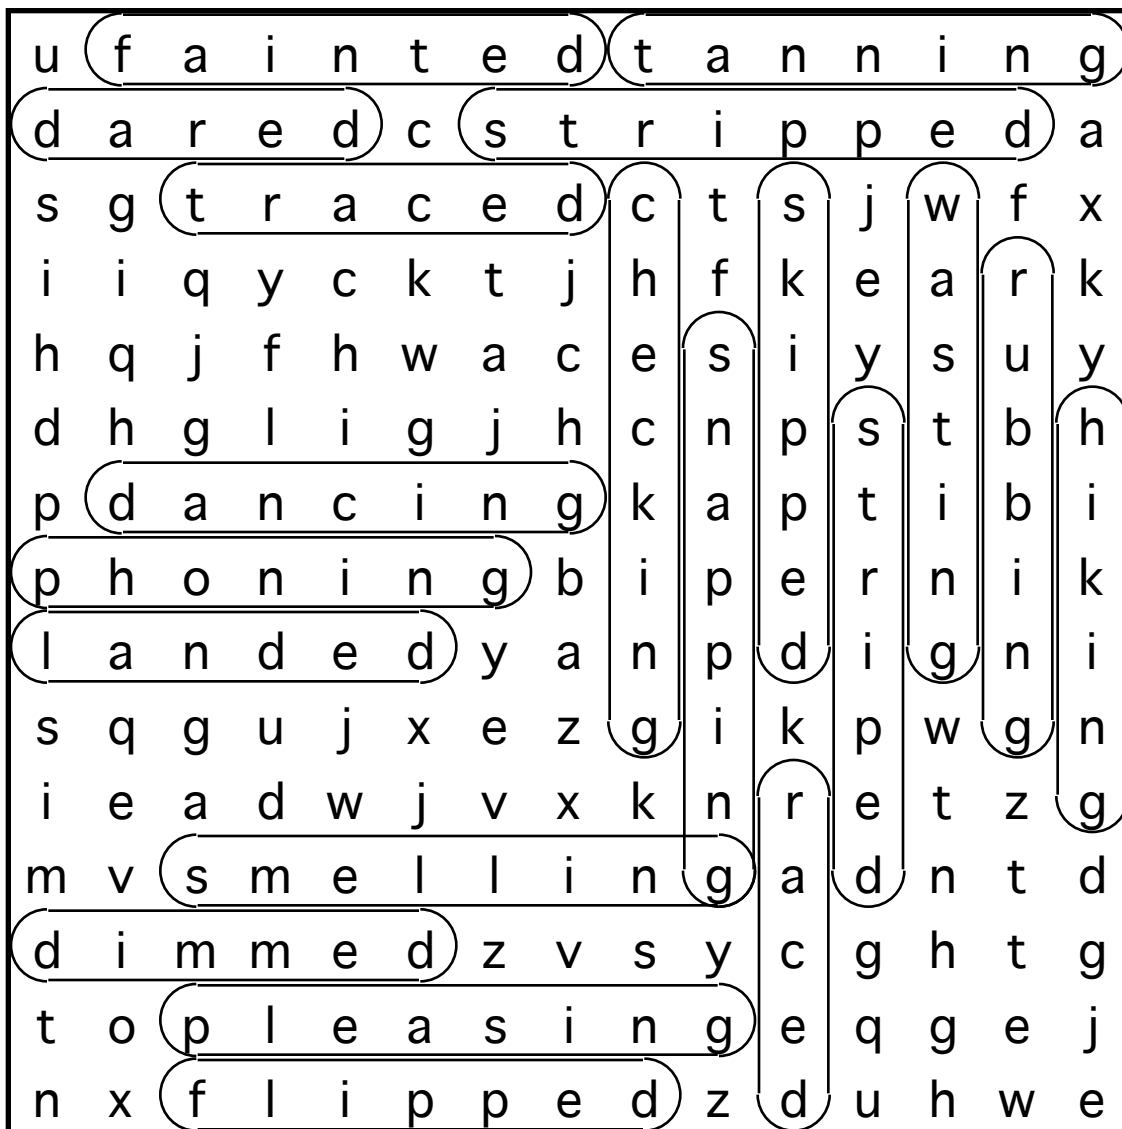 u f a i n t e d t a n n i n g
d a r e d c s t r i p p e d a
s g t r a c e d c t s j w f x
i i q y c k t j h f k e a r k
h q j f h w a c e s i y s u y
d h g l i g j h c n p s t b h
p d a n c i n g k a p t i b i
p h o n i n g b i p e r n i k
l a n d e d y a n p d i g n i
s q g u j x e z g i k p w g n
i e a d w j v x k n r e t z g
m v s m e l l i n g a d n t d
d i m m e d z v s y c g h t g
t o p l e a s i n g e q g e j
n x f l i p p e d z d u h w e